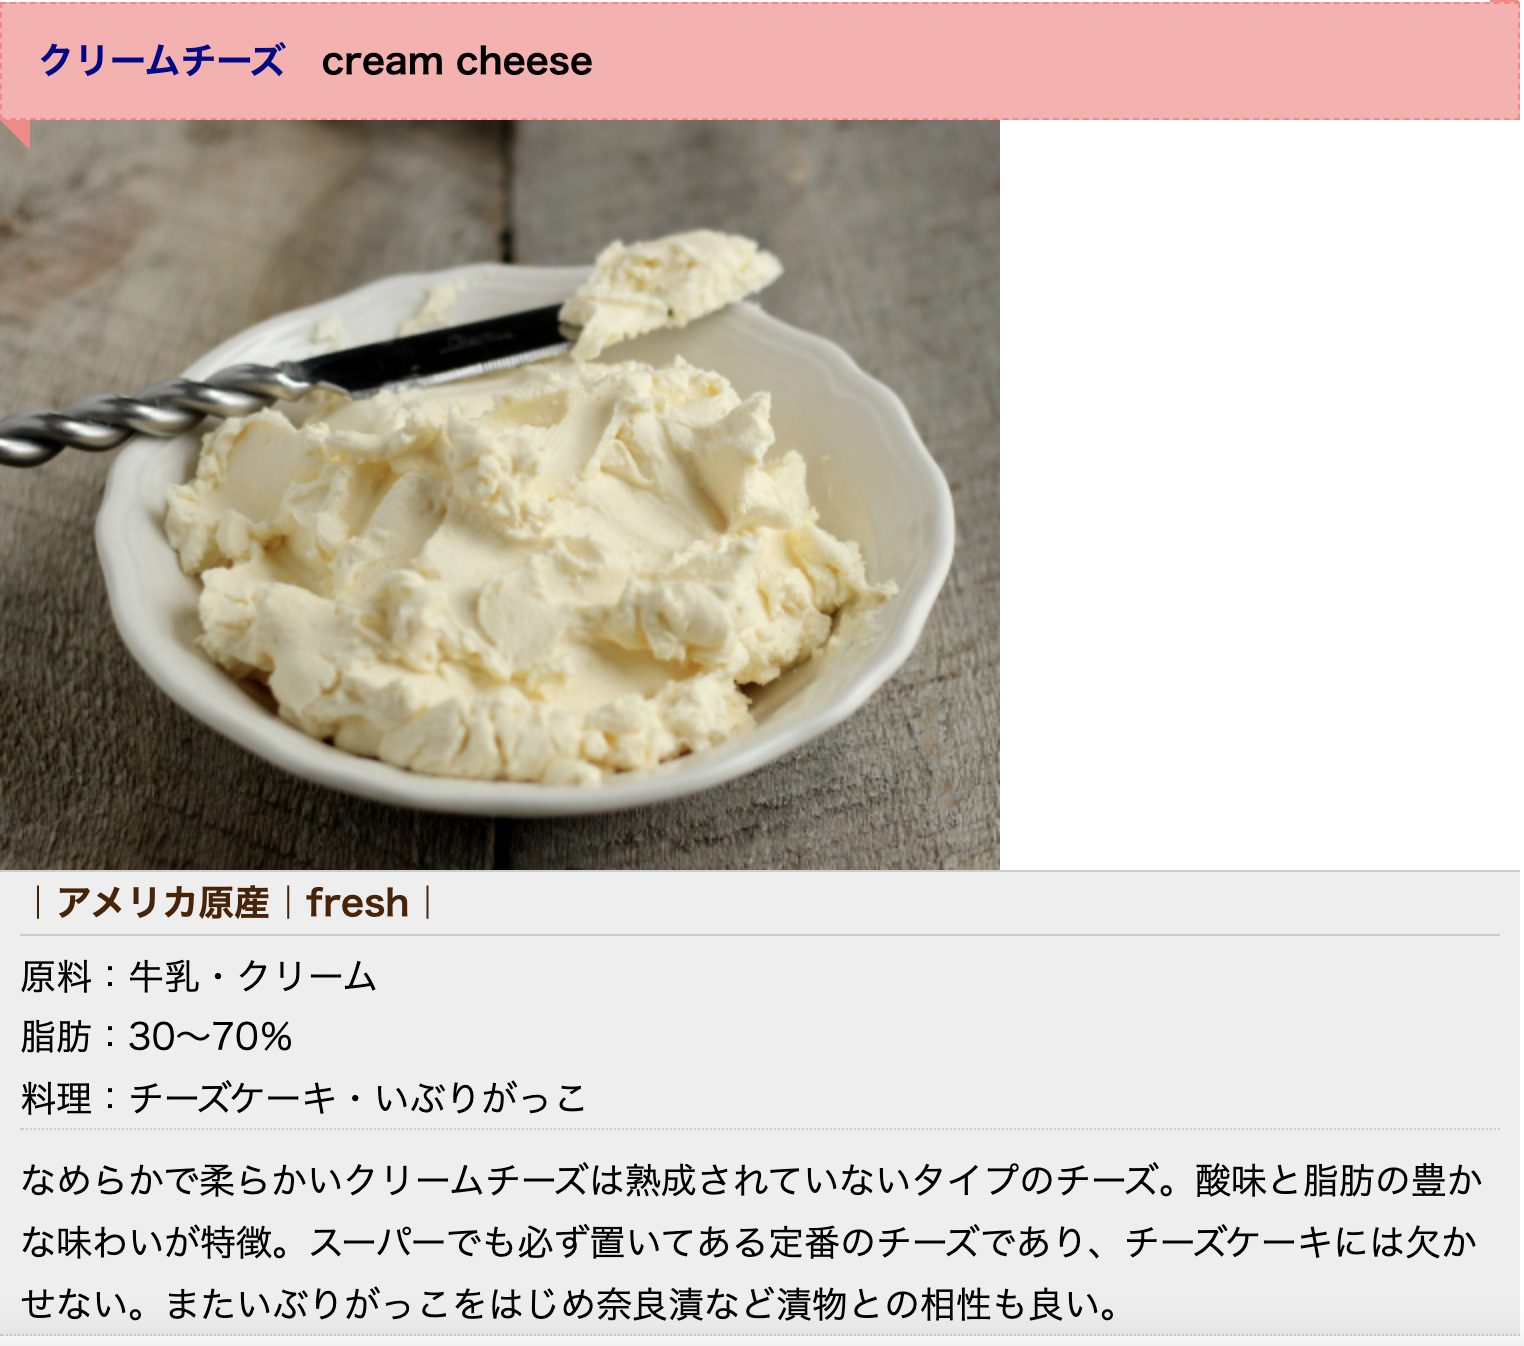 クリームチーズ　cream cheese
｜アメリカ原産｜fresh｜
原料：牛乳・クリーム
脂肪：30〜70%
料理：チーズケーキ・いぶりがっこ
なめらかで柔らかいクリームチーズは熟成されていないタイプのチーズ。酸味と脂肪の豊か
な味わいが特徴。スーパーでも必ず置いてある定番のチーズであり、チーズケーキには欠か
せない。またいぶりがっこをはじめ奈良漬など漬物との相性も良い。